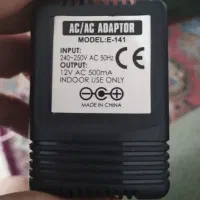 AC/AC ADAPTOR
MODEL:E-141
INPUT:
240~250V AC 50Hz
OUTPUT:
12V AC 500mA
INDOOR USE ONLY
MADE IN CHINA